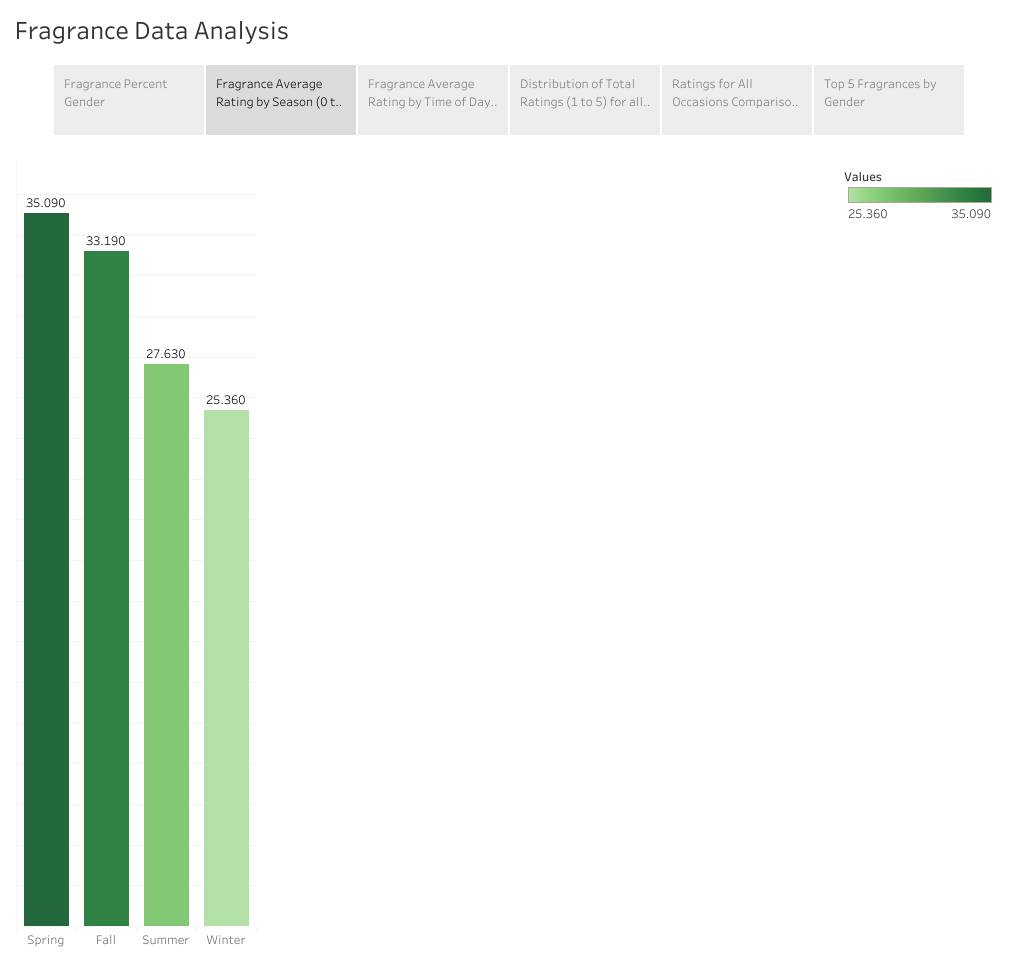 Fragrance Data Analysis
Fragrance Percent
Gender
Fragrance Average
Rating by Season (0 t..
Fragrance Average
Rating by Time of Day..
Distribution of Total
Ratings (1 to 5) for all..
Ratings for All
Occasions Compariso..
Top 5 Fragrances by
Gender
Values
25.360 35.090
35.090
33.190
27.630
25.360
Spring Fall Summer Winter